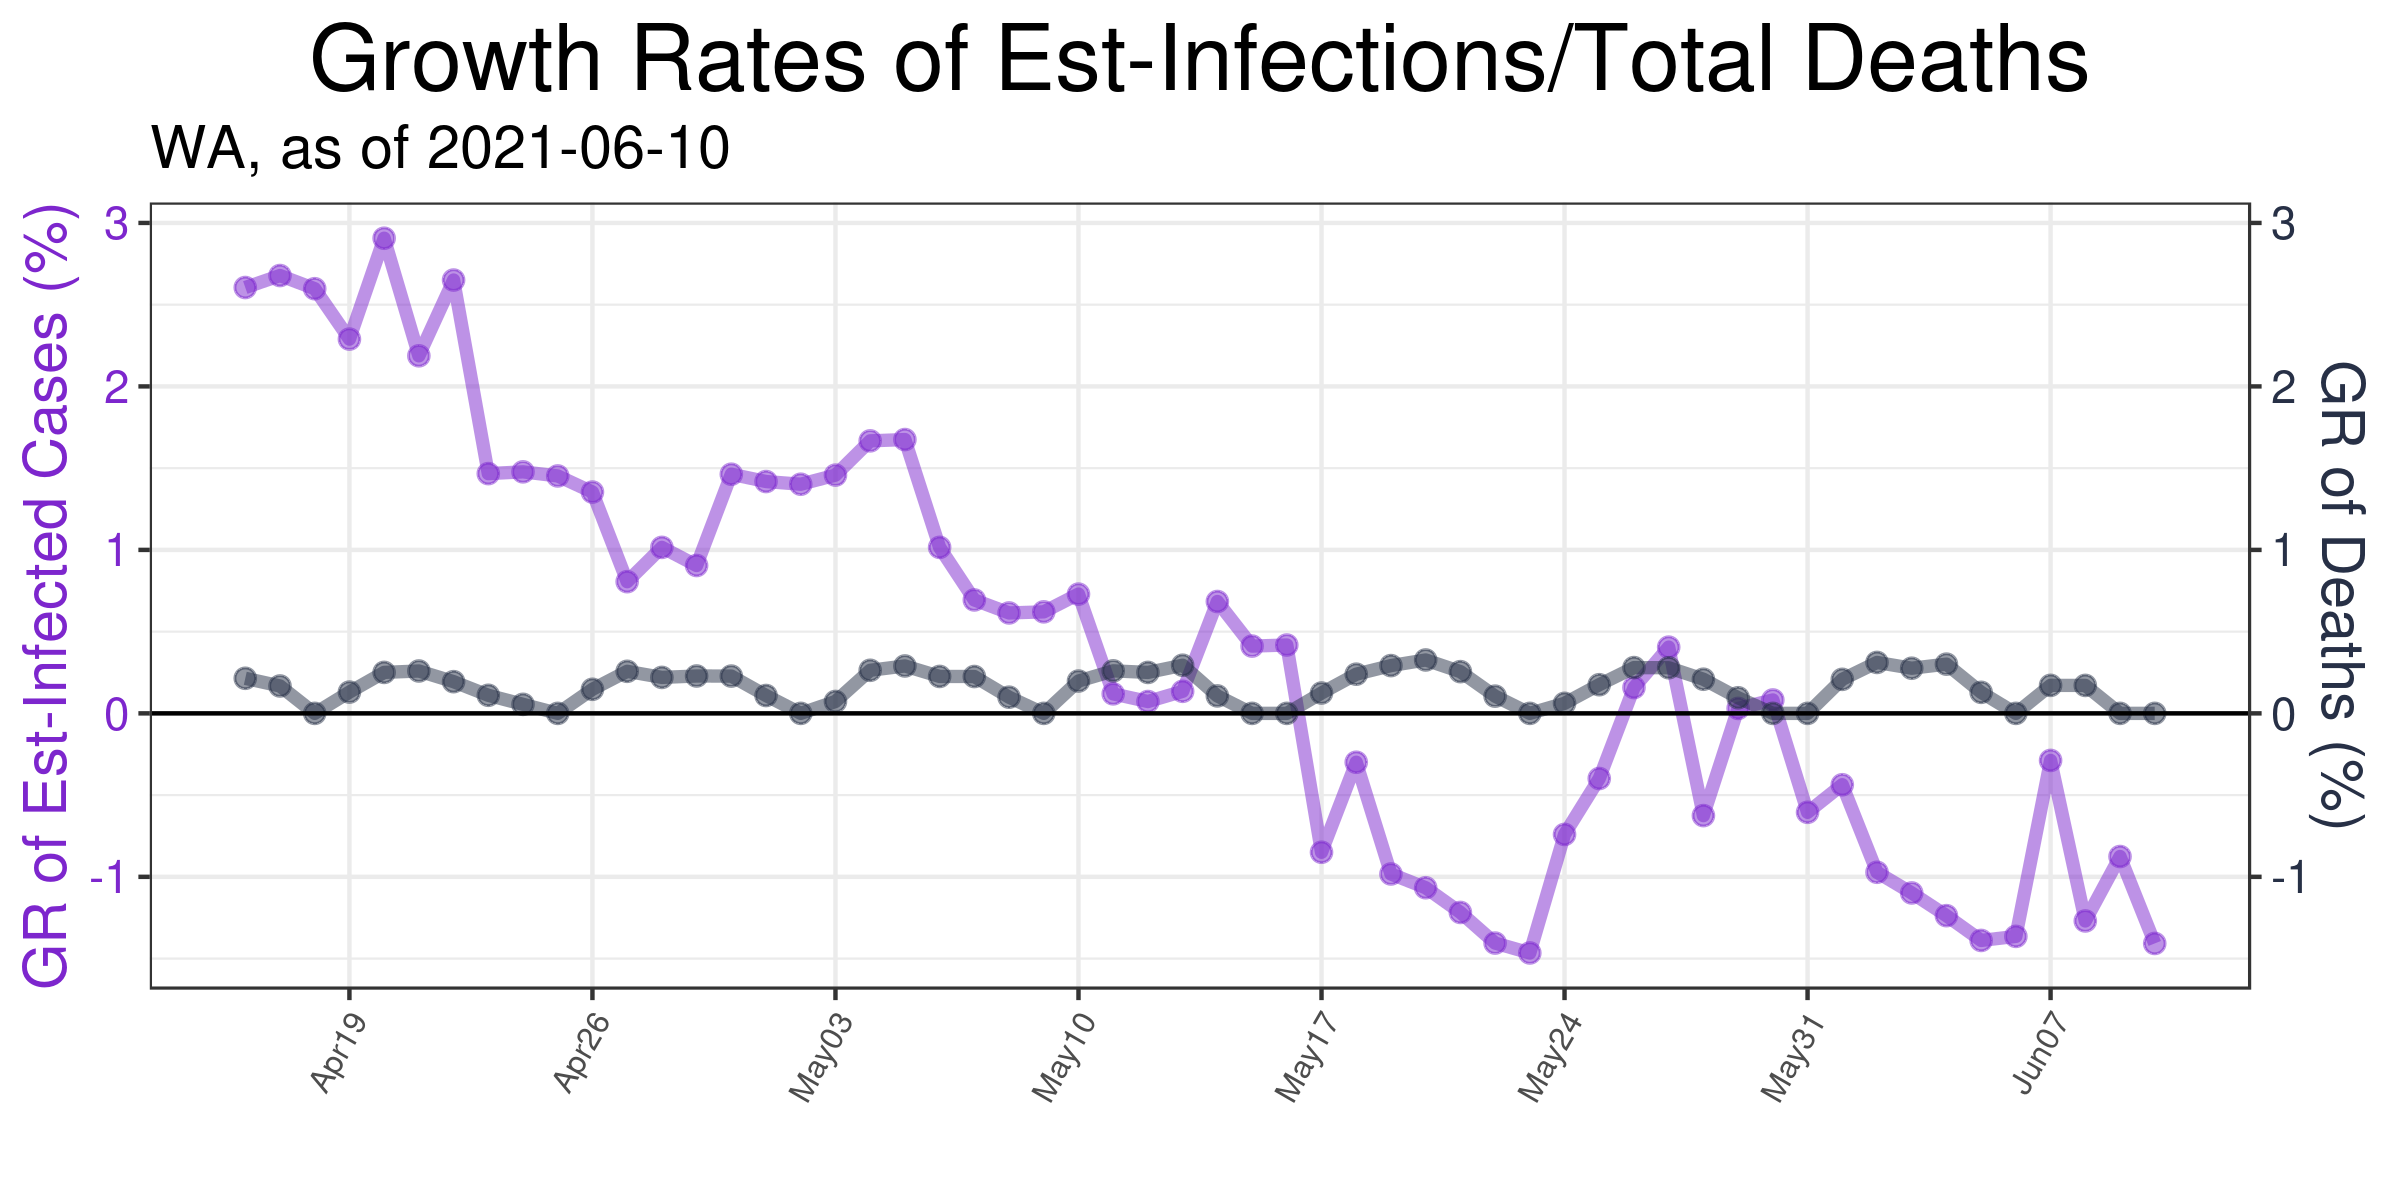 Growth Rates of Est-Infections/Total Deaths
WA, as of 2021-06-10
GR of Est-Infected Cases (%)
3
2
1
0
-1
3
2
1
0
-1
GR of Deaths (%)
Apr19
Apr26
May03
May10
May17
May24
May31
Jun07